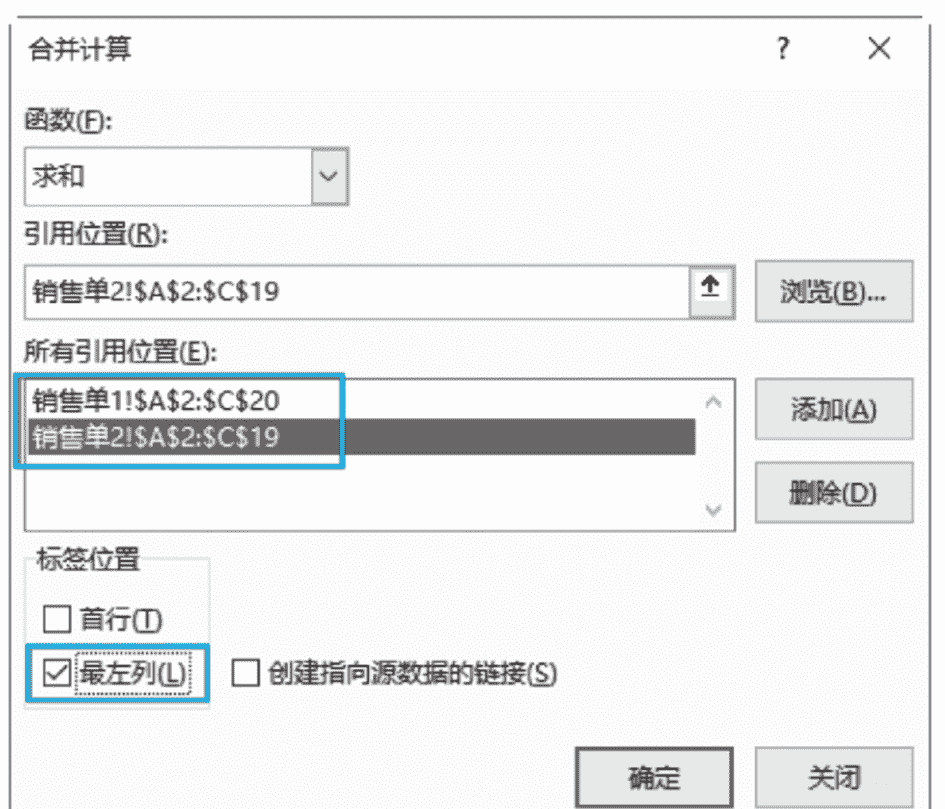 合并计算 ?
函数(F):
求和
引用位置(R):
销售单2!$A$2:$C$19 浏览(B)...
所有引用位置(E):
销售单1!$A$2:$C$20 添加(A)
销售单2!$A$2:$C$19
删除(D)
标签位置
首行(T)
最左列(L) 创建指向源数据的链接(S)
确定 关闭